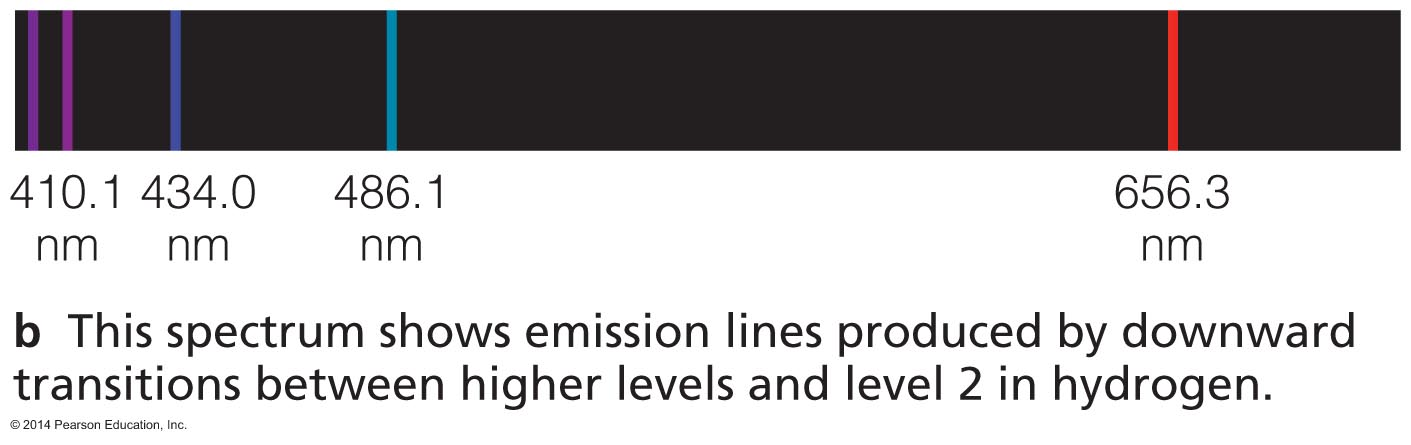 410.1 434.0 486.1 656.3
nm nm nm nm
b This spectrum shows emission lines produced by downward
transitions between higher levels and level 2 in hydrogen.
© 2014 Pearson Education, Inc.